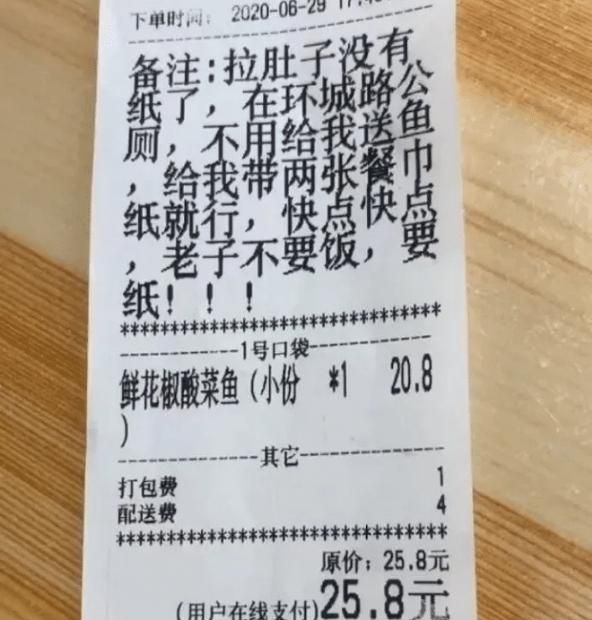 下单时间: 2020-06-29
备注:拉肚子没有
纸了,在环城路公
厕,不用给我送鱼
,给我带两张餐巾
纸就行,快点快点
,老子不要饭,要
纸!!!
********************************
------------1号口袋------------
鲜花椒酸菜鱼(小份 *1 20.8
)
--------------其它--------------
打包费 1
配送费 4
********************************
原价: 25.8元
(用户在线支付)25.8元